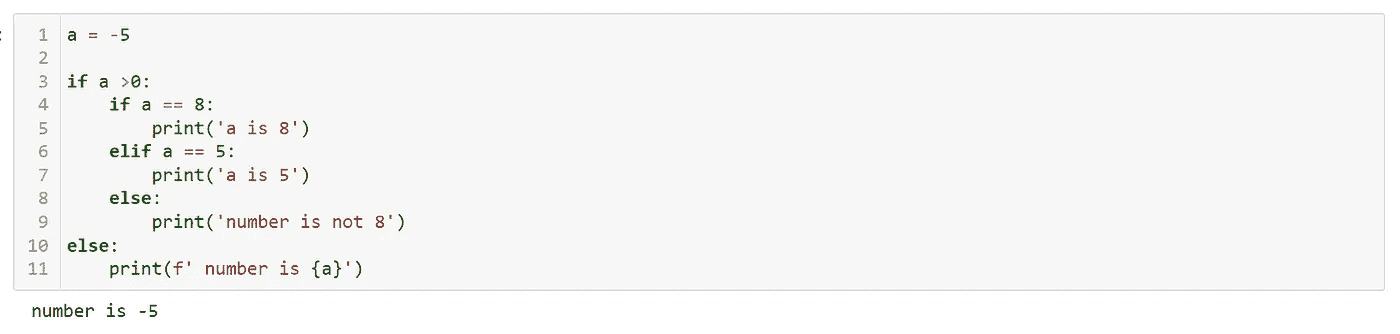 1 a = -5
2
3 if a >0:
4     if a == 8:
5         print('a is 8')
6     elif a == 5:
7         print('a is 5')
8     else:
9         print('number is not 8')
10 else:
11     print(f' number is {a}')
number is -5